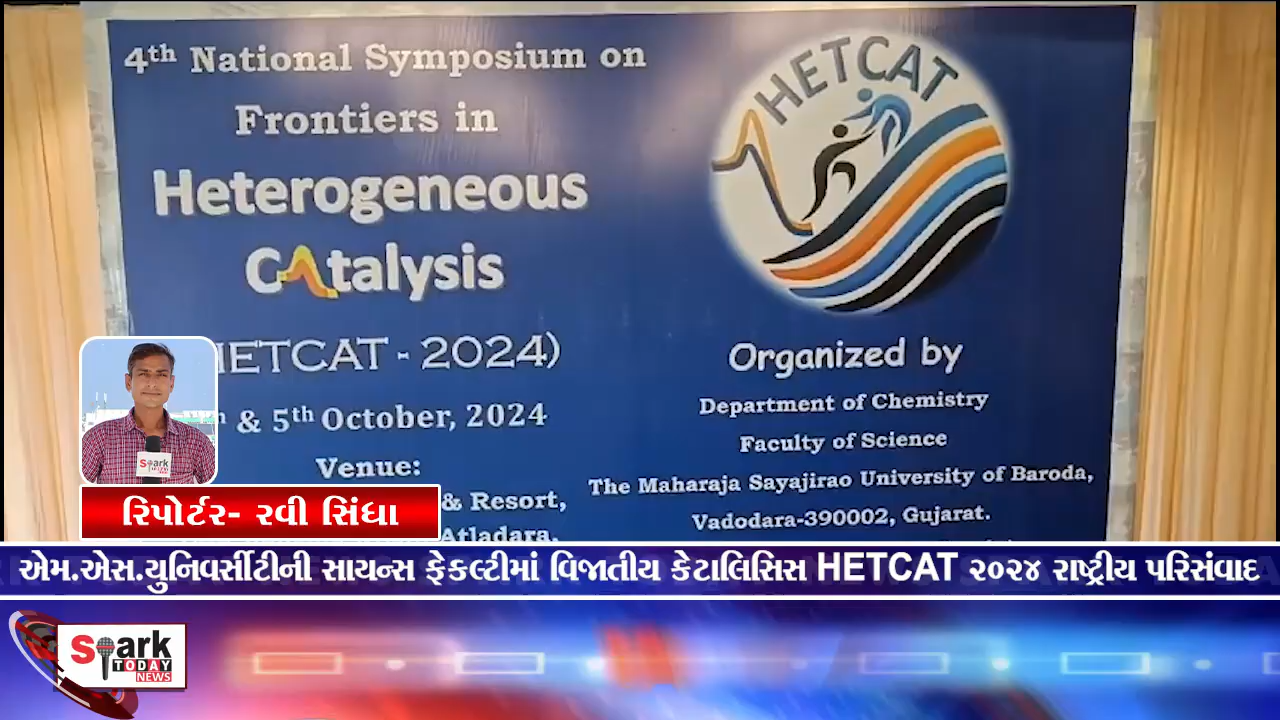 4th National Symposium on
Frontiers in
Heterogeneous
Catalysis
HETCAT
ETCAT - 2024)
& 5th October, 2024
Venue:
& Resort,
Atladara,
Organized by
Department of Chemistry
Faculty of Science
The Maharaja Sayajirao University of Baroda,
Vadodara-390002, Gujarat.
Spark
રિપોર્ટર- રવી સિંધા
એમ.એસ.યુનિવર્સીટીની સાયન્સ ફેકલ્ટીમાં વિજાતીય કેટાલિસિસ HETCAT ૨૦૨૪ રાષ્ટ્રીય પરિસંવાદ
Spark
TODAY
NEWS